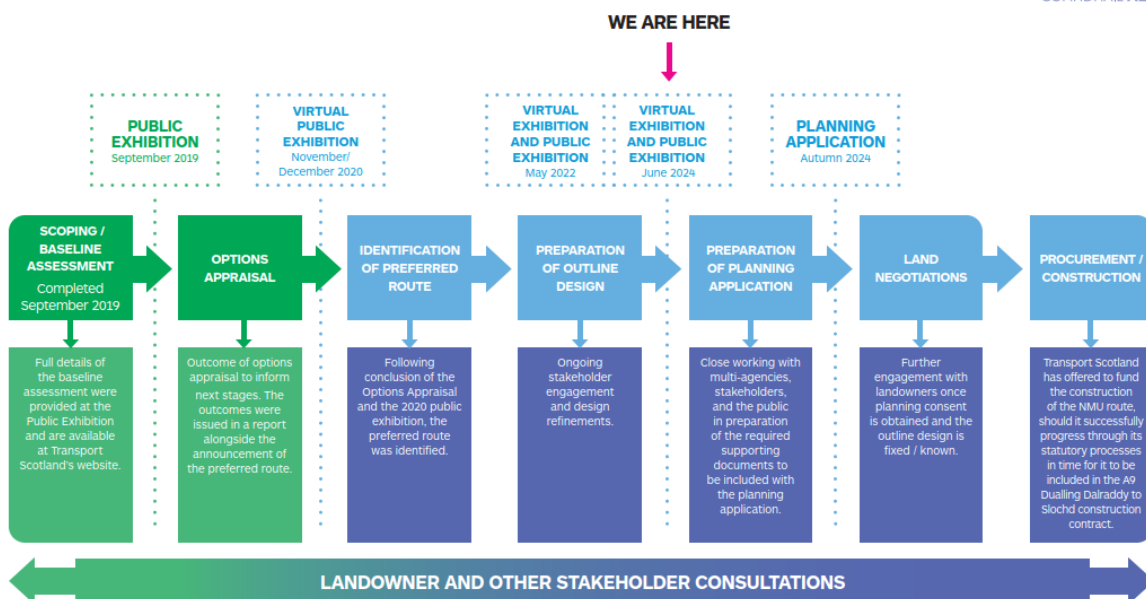 WE ARE HERE
PUBLIC
EXHIBITION
September 2019
VIRTUAL
PUBLIC
EXHIBITION
November/
December 2020
VIRTUAL
EXHIBITION
AND PUBLIC
EXHIBITION
May 2022
VIRTUAL
EXHIBITION
AND PUBLIC
EXHIBITION
June 2024
PLANNING
APPLICATION
Autumn 2024
SCOPING /
BASELINE
ASSESSMENT
Completed
September 2019
OPTIONS
APPRAISAL
IDENTIFICATION
OF PREFERRED
ROUTE
PREPARATION
OF OUTLINE
DESIGN
PREPARATION
OF PLANNING
APPLICATION
LAND
NEGOTIATIONS
PROCUREMENT /
CONSTRUCTION
Full details of
the baseline
assessment were
provided at the
Public Exhibition
and are available
at Transport
Scotland's website.
Outcome of options
appraisal to inform
next stages. The
outcomes were
issued in a report
alongside the
announcement of
the preferred route.
Following
conclusion of the
Options Appraisal
and the 2020 public
exhibition, the
preferred route
was identified.
Ongoing
stakeholder
engagement
and design
refinements.
Close working with
multi-agencies,
stakeholders,
and the public
in preparation
of the required
supporting
documents to
be included with
the planning
application.
Further
engagement with
landowners once
planning consent
is obtained and the
outline design is
fixed / known.
Transport Scotland
has offered to fund
the construction
of the NMU route,
should it successfully
progress through its
statutory processes
in time for it to be
included in the A9
Dualling Dalraddy to
Slochd construction
contract.
LANDOWNER AND OTHER STAKEHOLDER CONSULTATIONS